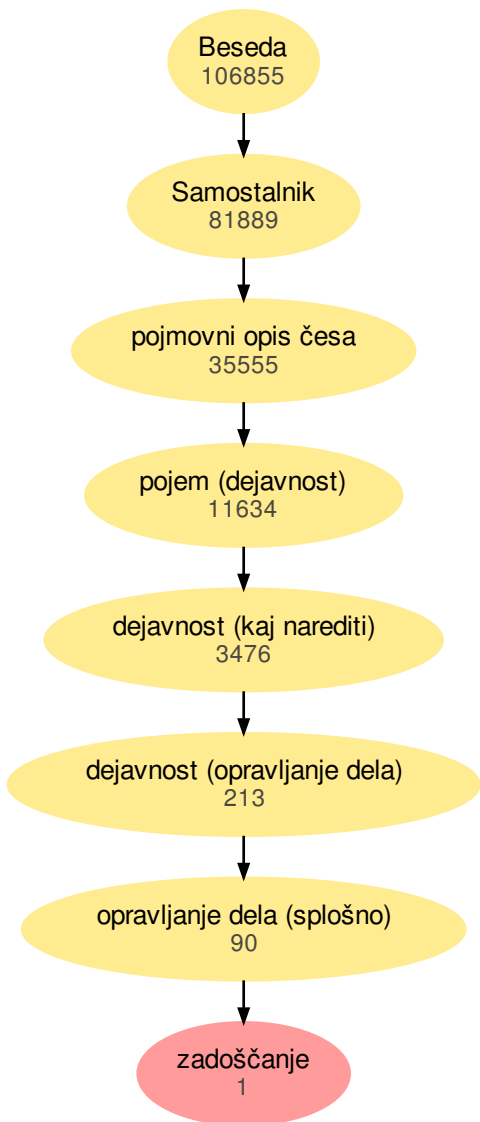 Beseda
106855
Samostalnik
81889
pojmovni opis česa
35555
pojem (dejavnost)
11634
dejavnost (kaj narediti)
3476
dejavnost (opravljanje dela)
213
opravljanje dela (splošno)
90
zadoščanje
1